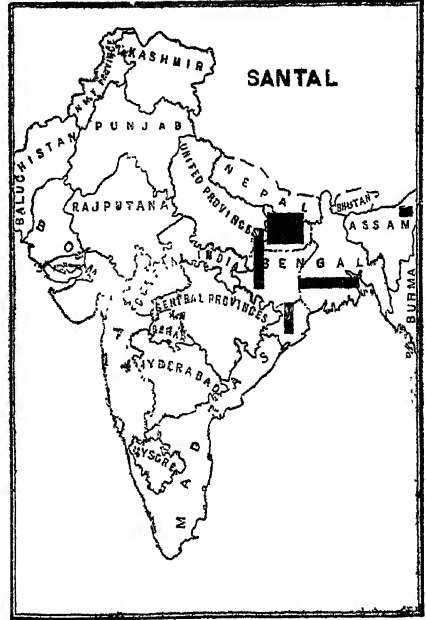 SANTAL
KASHMIR
N.W.F. PROVINCE
PUNJAB
BALUCHISTAN
UNITED PROVINCES
NEPAL
BHUTAN
RAJPUTANA
ASSAM
INDIA
BENGAL
CENTRAL PROVINCES
BERAR
BURMA
HYDERABAD
MYSORE
MADRAS